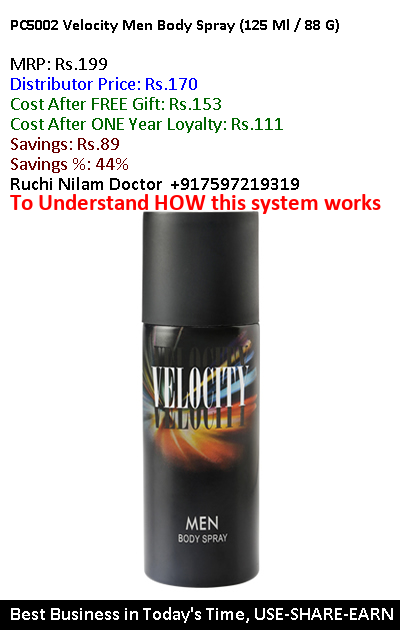 PC5002 Velocity Men Body Spray (125 Ml / 88 G)
MRP: Rs.199
Distributor Price: Rs.170
Cost After FREE Gift: Rs.153
Cost After ONE Year Loyalty: Rs.111
Savings: Rs.89
Savings %: 44%
Ruchi Nilam Doctor +917597219319
To Understand HOW this system works
VELOCITY
VELOCITY
VELOCITY
MEN
BODY SPRAY
Best Business in Today's Time, USE-SHARE-EARN